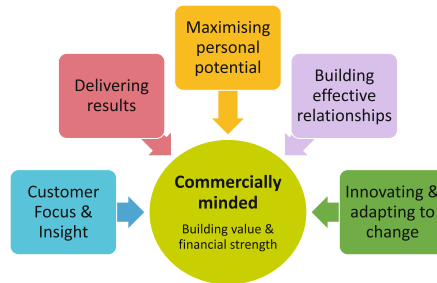 Maximising
personal
potential
Delivering
results
Building
effective
relationships
Customer
Focus &
Insight
Commercially
minded
Building value &
financial strength
Innovating &
adapting to
change